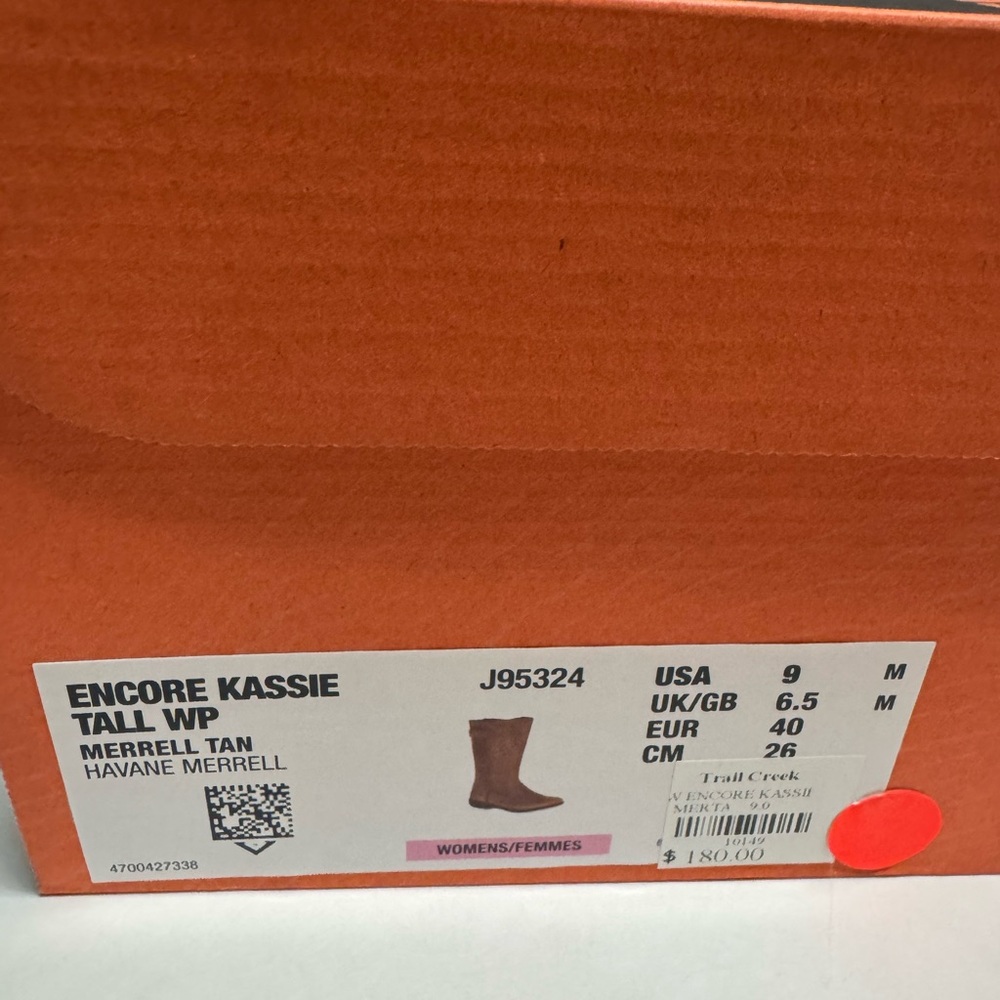 ENCORE KASSIE
TALL WP
MERRELL TAN
HAVANE MERRELL
4700427338
J95324
WOMENS/FEMMES
USA 9 M
UK/GB 6.5 M
EUR 40
CM 26
Trail Creek
ENCORE KASSII
MERTA 9.0
10149
$ 180.00